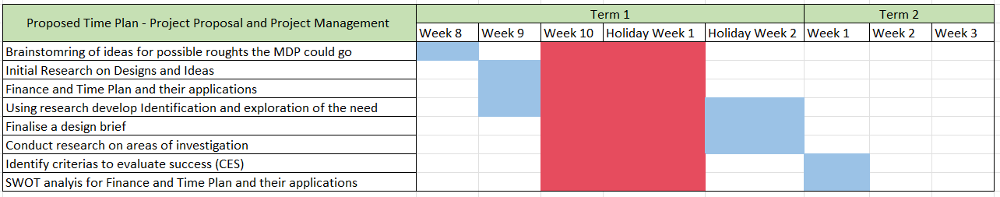 Proposed Time Plan - Project Proposal and Project Management
Term 1
Term 2
Week 8
Week 9
Week 10
Holiday Week 1
Holiday Week 2
Week 1
Week 2
Week 3
Brainstomring of ideas for possible roughts the MDP could go
Initial Research on Designs and Ideas
Finance and Time Plan and their applications
Using research develop Identification and exploration of the need
Finalise a design brief
Conduct research on areas of investigation
Identify criterias to evaluate success (CES)
SWOT analyis for Finance and Time Plan and their applications